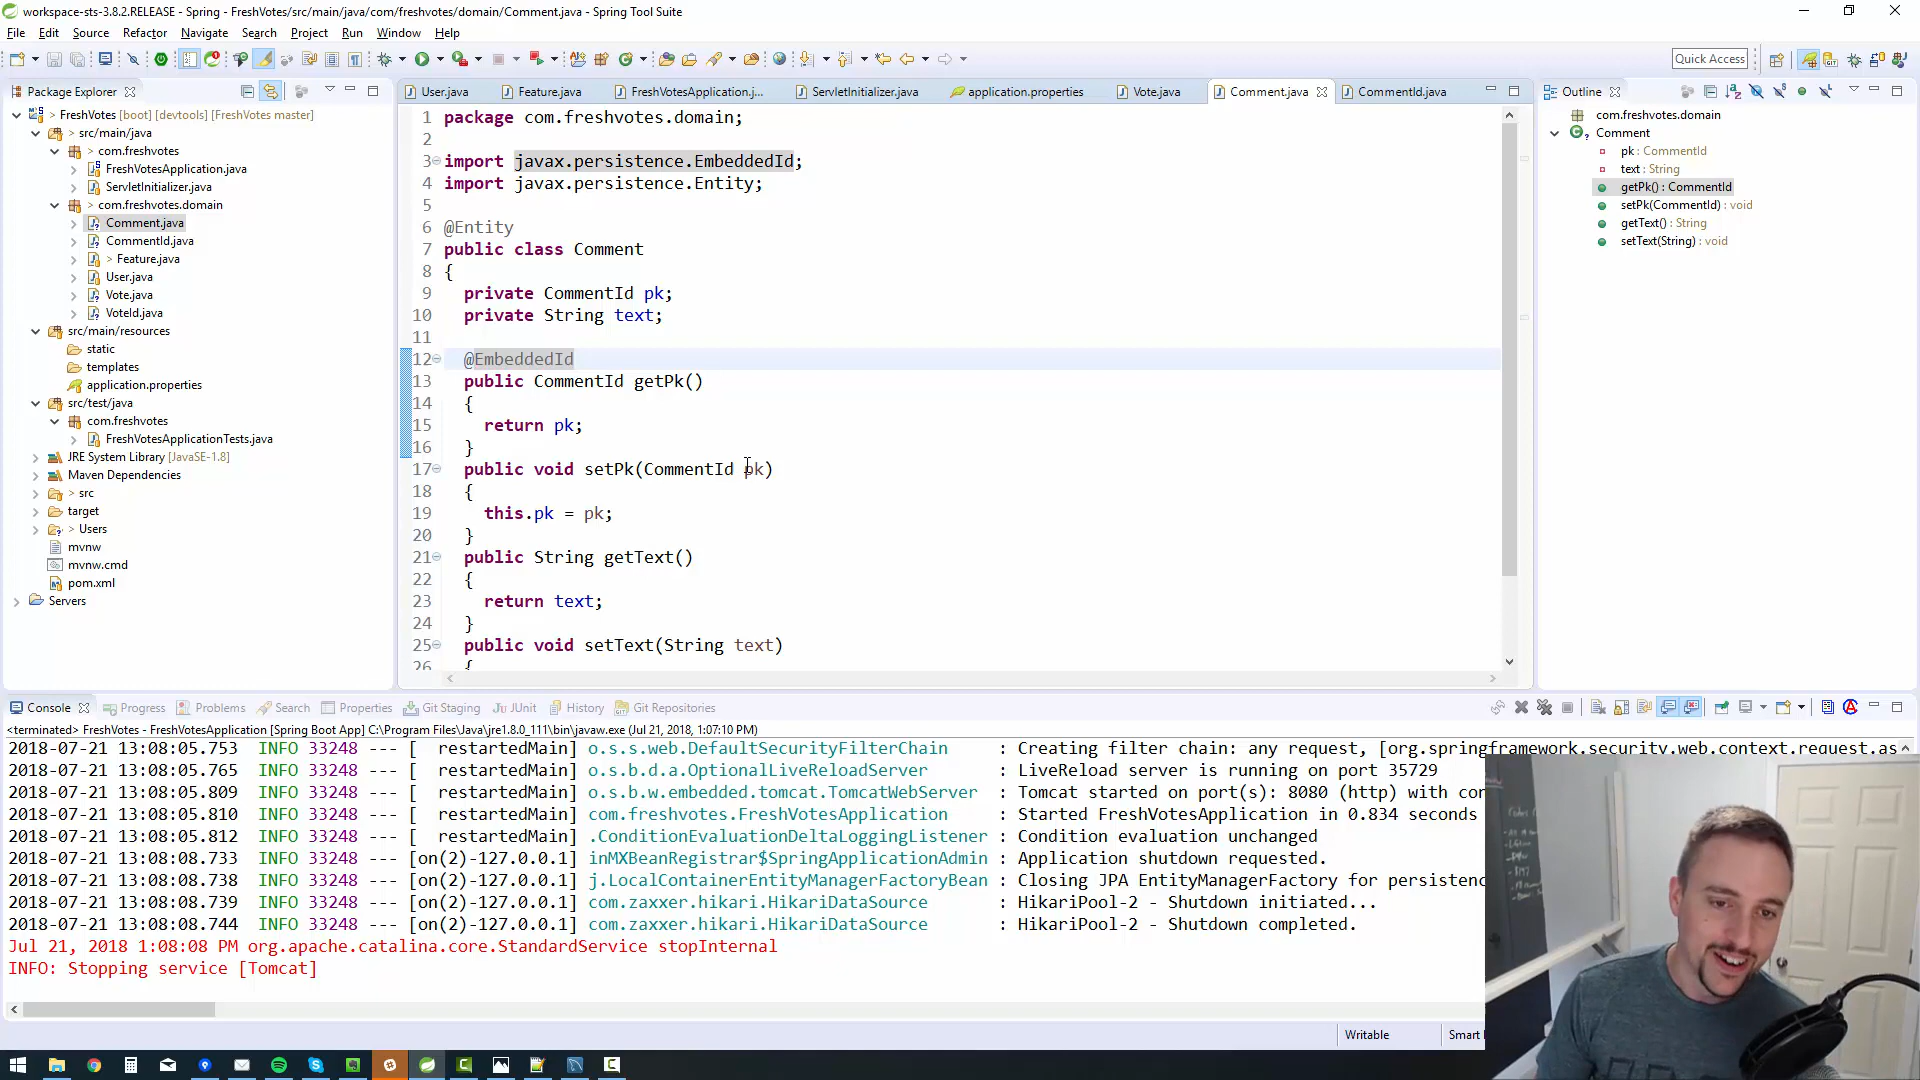 workspace-sts-3.8.2.RELEASE - Spring - FreshVotes/src/main/java/com/freshvotes/domain/Comment.java - Spring Tool Suite
File Edit Source Refactor Navigate Search Project Run Window Help
Quick Access
Package Explorer
FreshVotes [boot] [devtools] [FreshVotes master]
src/main/java
com.freshvotes
FreshVotesApplication.java
ServletInitializer.java
com.freshvotes.domain
Comment.java
CommentId.java
> Feature.java
User.java
Vote.java
VoteId.java
src/main/resources
static
templates
application.properties
src/test/java
com.freshvotes
FreshVotesApplicationTests.java
JRE System Library [JavaSE-1.8]
Maven Dependencies
> src
target
> Users
mvnw
mvnw.cmd
pom.xml
Servers
User.java Feature.java FreshVotesApplication.j... ServletInitializer.java application.properties Vote.java Comment.java CommentId.java
1 package com.freshvotes.domain;
2
3 import javax.persistence.EmbeddedId;
4 import javax.persistence.Entity;
5
6 @Entity
7 public class Comment
8 {
9 private CommentId pk;
10 private String text;
11
12 @EmbeddedId
13 public CommentId getPk()
14 {
15 return pk;
16 }
17 public void setPk(CommentId pk)
18 {
19 this.pk = pk;
20 }
21 public String getText()
22 {
23 return text;
24 }
25 public void setText(String text)
26 {
Outline
com.freshvotes.domain
Comment
pk : CommentId
text : String
getPk() : CommentId
setPk(CommentId) : void
getText() : String
setText(String) : void
Console Progress Problems Search Properties Git Staging JUnit History Git Repositories
<terminated> FreshVotes - FreshVotesApplication [Spring Boot App] C:\Program Files\Java\jre1.8.0_111\bin\javaw.exe (Jul 21, 2018, 1:07:10 PM)
2018-07-21 13:08:05.753 INFO 33248 --- [ restartedMain] o.s.s.web.DefaultSecurityFilterChain : Creating filter chain: any request, [org.springframework.security.web.context.request.as
2018-07-21 13:08:05.765 INFO 33248 --- [ restartedMain] o.s.b.d.a.OptionalLiveReloadServer : LiveReload server is running on port 35729
2018-07-21 13:08:05.809 INFO 33248 --- [ restartedMain] o.s.b.w.embedded.tomcat.TomcatWebServer : Tomcat started on port(s): 8080 (http) with con
2018-07-21 13:08:05.810 INFO 33248 --- [ restartedMain] com.freshvotes.FreshVotesApplication : Started FreshVotesApplication in 0.834 seconds
2018-07-21 13:08:05.812 INFO 33248 --- [ restartedMain] .ConditionEvaluationDeltaLoggingListener : Condition evaluation unchanged
2018-07-21 13:08:08.733 INFO 33248 --- [on(2)-127.0.0.1] inMXBeanRegistrar$SpringApplicationAdmin : Application shutdown requested.
2018-07-21 13:08:08.738 INFO 33248 --- [on(2)-127.0.0.1] j.LocalContainerEntityManagerFactoryBean : Closing JPA EntityManagerFactory for persistenc
2018-07-21 13:08:08.739 INFO 33248 --- [on(2)-127.0.0.1] com.zaxxer.hikari.HikariDataSource : HikariPool-2 - Shutdown initiated...
2018-07-21 13:08:08.744 INFO 33248 --- [on(2)-127.0.0.1] com.zaxxer.hikari.HikariDataSource : HikariPool-2 - Shutdown completed.
Jul 21, 2018 1:08:08 PM org.apache.catalina.core.StandardService stopInternal
INFO: Stopping service [Tomcat]
Writable Smart